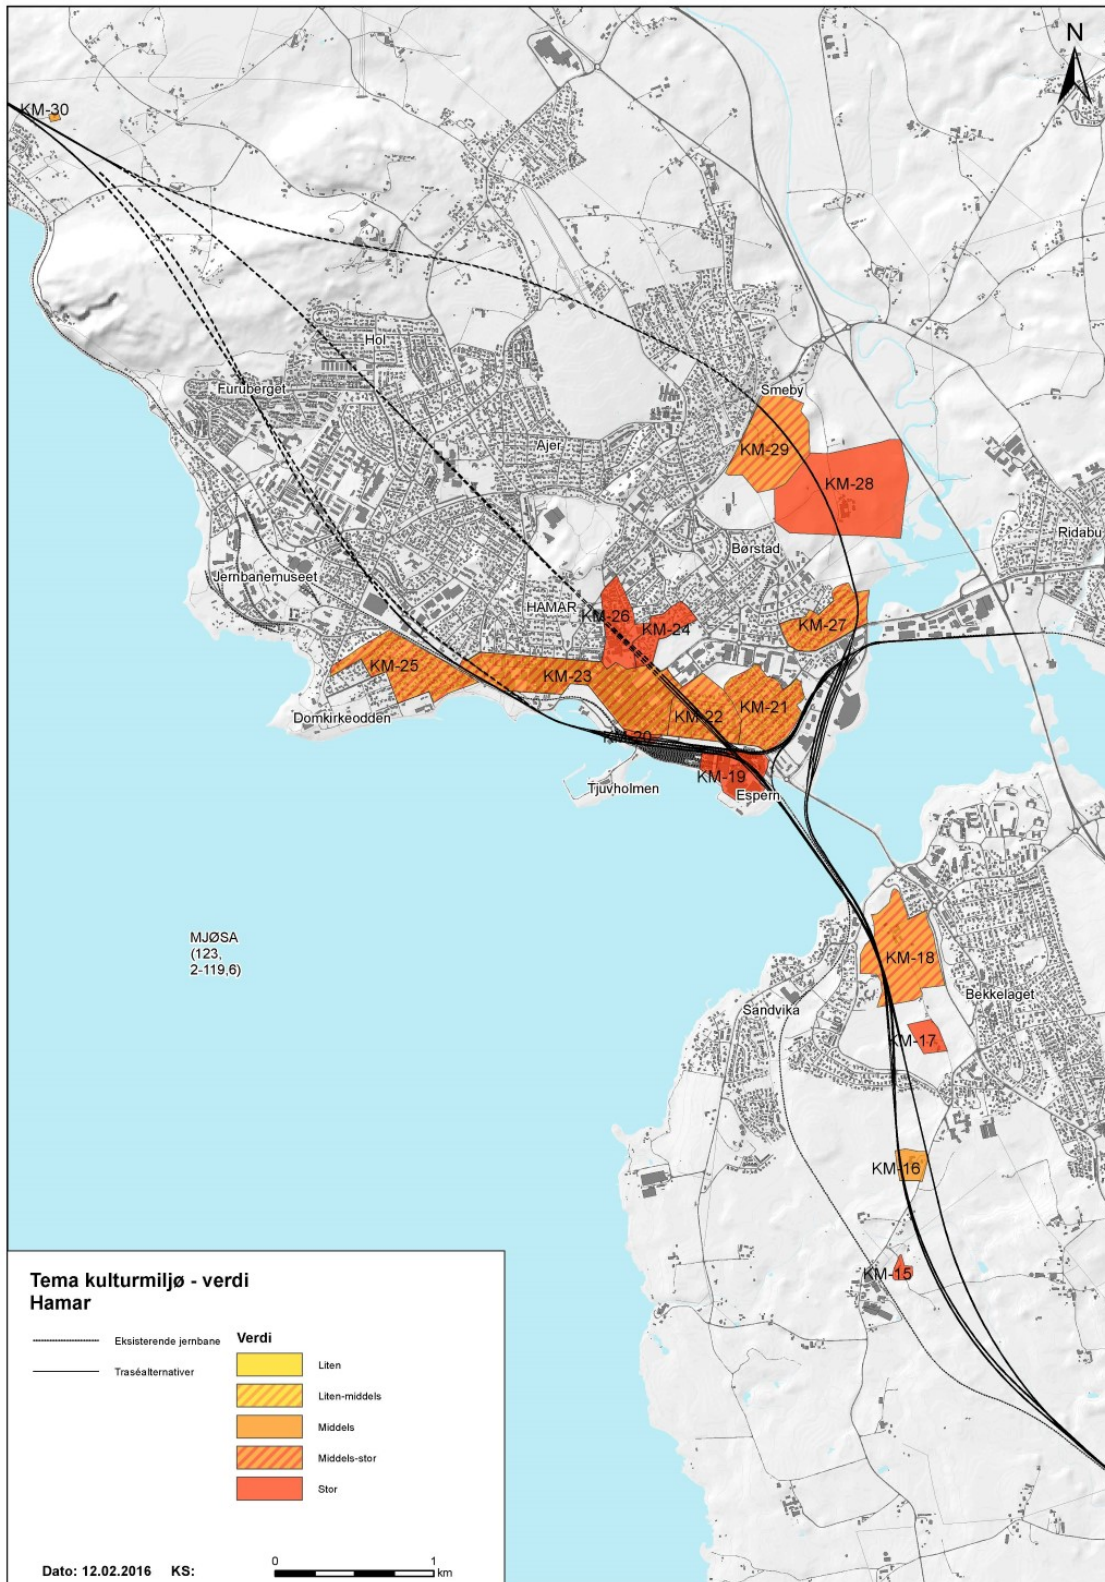 N
KM-30
Hol
Furuberget
Smeby
Ajer
KM-29
KM-28
Ridabu
Børstad
Jernbanemuseet
HAMAR
KM-26
KM-24
KM-27
KM-25
KM-23
KM-22
KM-21
Domkirkeodden
KM-20
KM-19
Tjuvholmen
Espern
MJØSA
(123,
2-119,6)
KM-18
Bekkelaget
Sandvika
KM-17
KM-16
KM-15
Tema kulturmiljø - verdi
Hamar
Eksisterende jernbane
Traséalternativer
Verdi
Liten
Liten-middels
Middels
Middels-stor
Stor
Dato: 12.02.2016 KS:
0 1
km